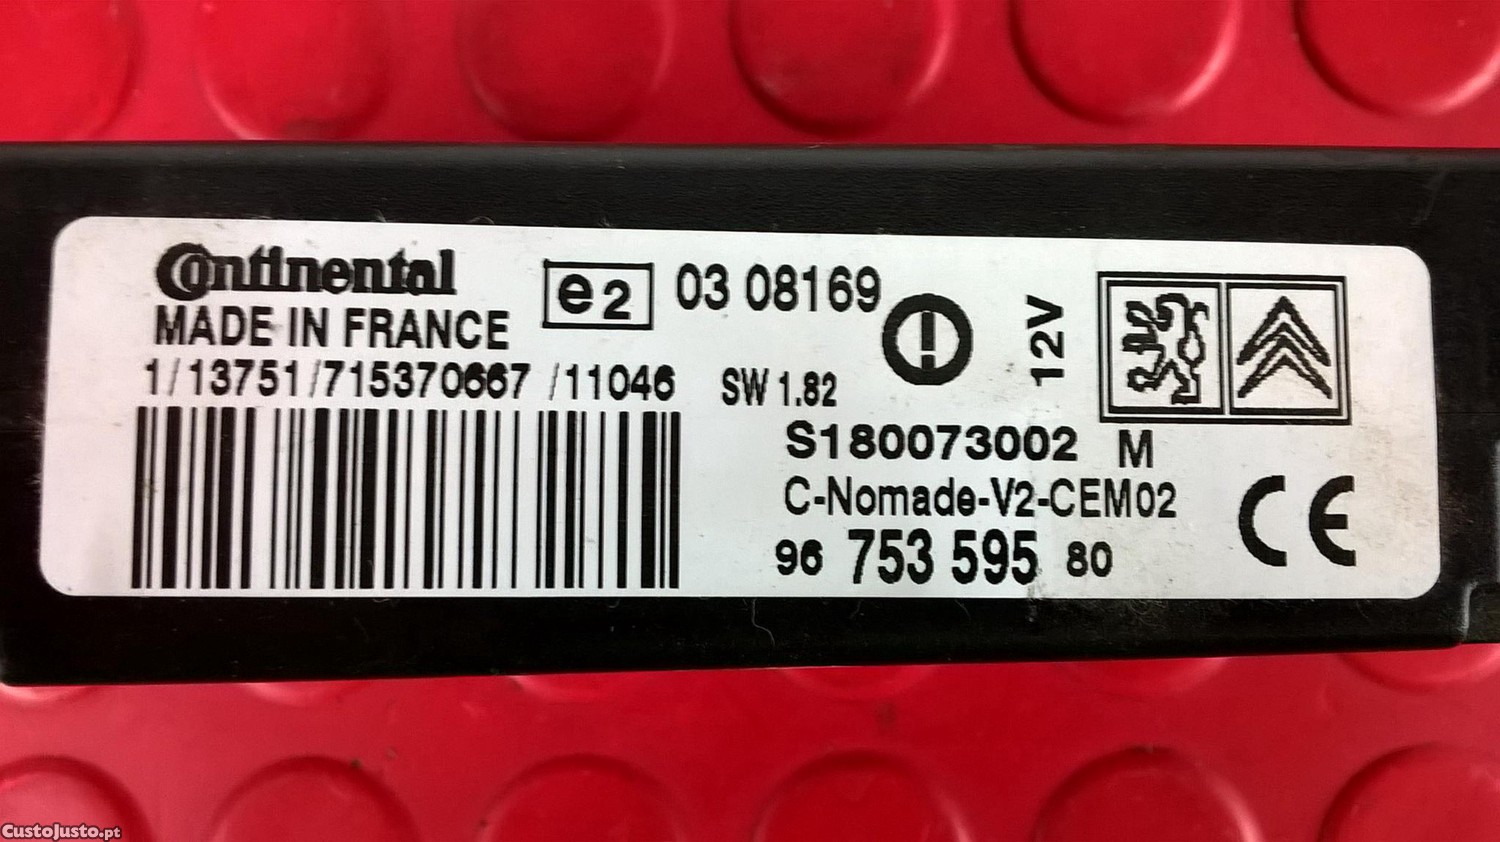 Continental
MADE IN FRANCE
e2 03 08169
1/13751/715370667 /11046
SW 1.82
12V
S180073002 M
C-Nomade-V2-CEM02
96 753 595 80
CE
CustoJusto.pt